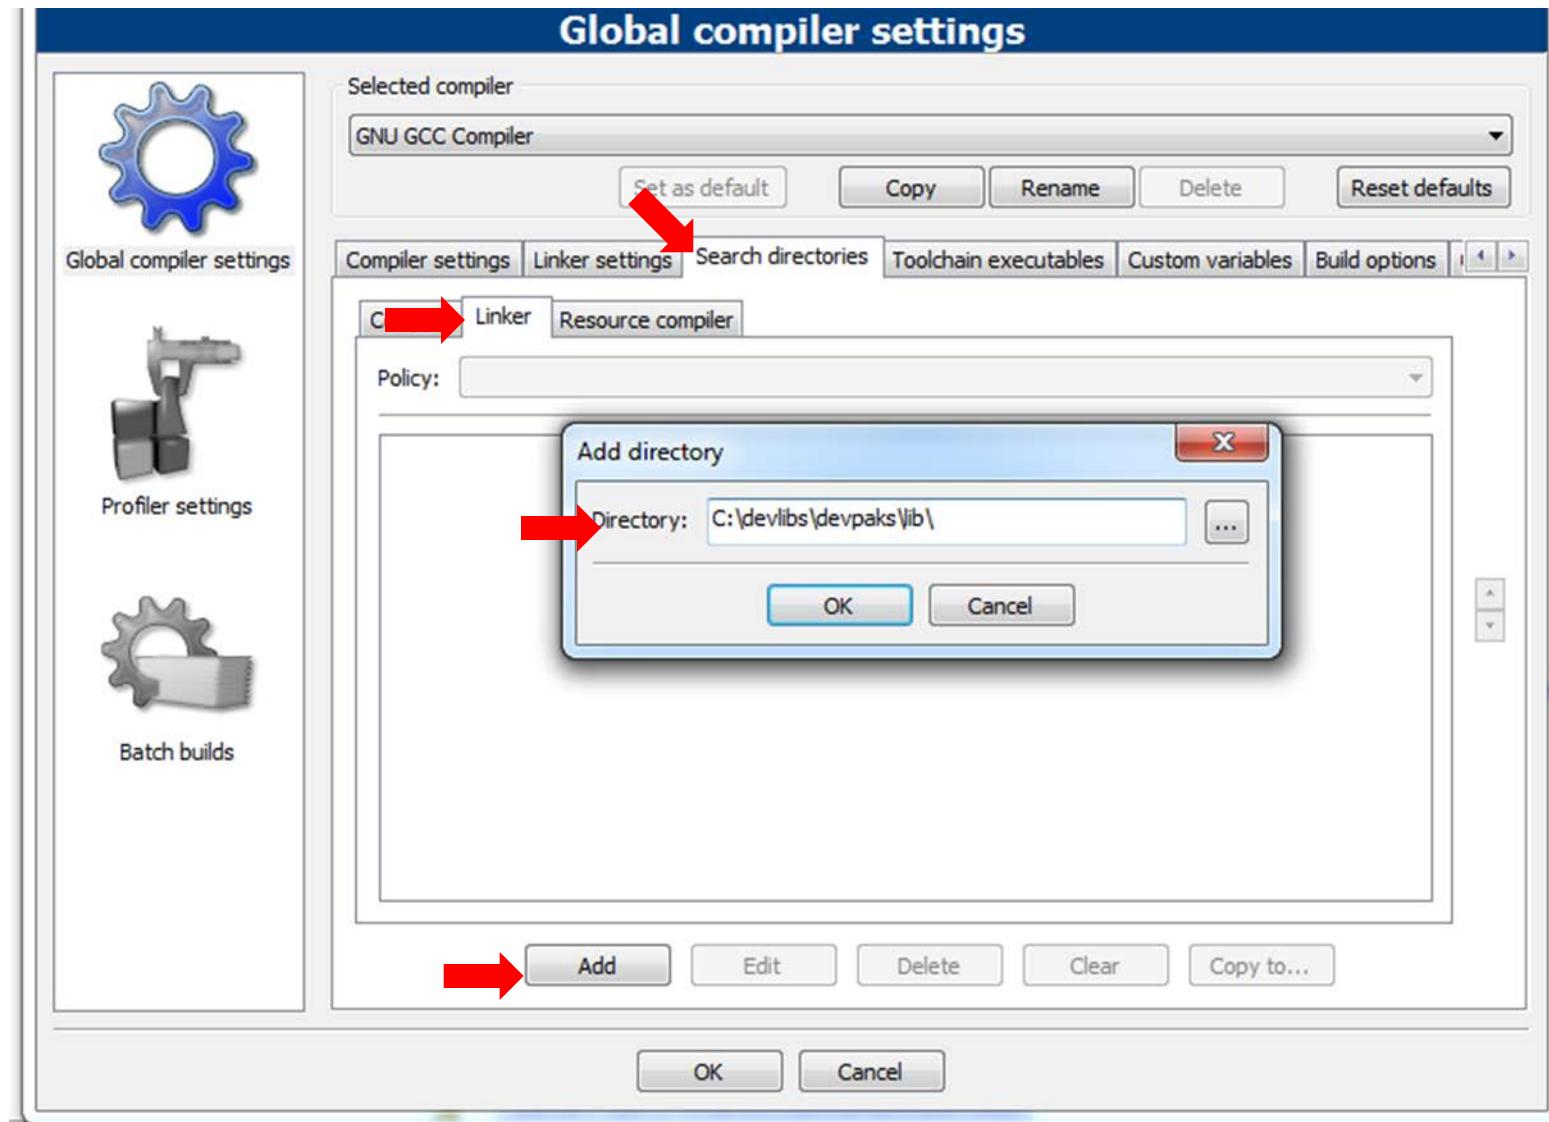 Global compiler settings
Selected compiler
GNU GCC Compiler
Set as default Copy Rename Delete Reset defaults
Global compiler settings
Compiler settings Linker settings Search directories Toolchain executables Custom variables Build options
Linker Resource compiler
Policy:
Add directory
Directory: C:\devlibs\devpaks\lib\ ...
OK Cancel
Profiler settings
Batch builds
Add Edit Delete Clear Copy to...
OK Cancel